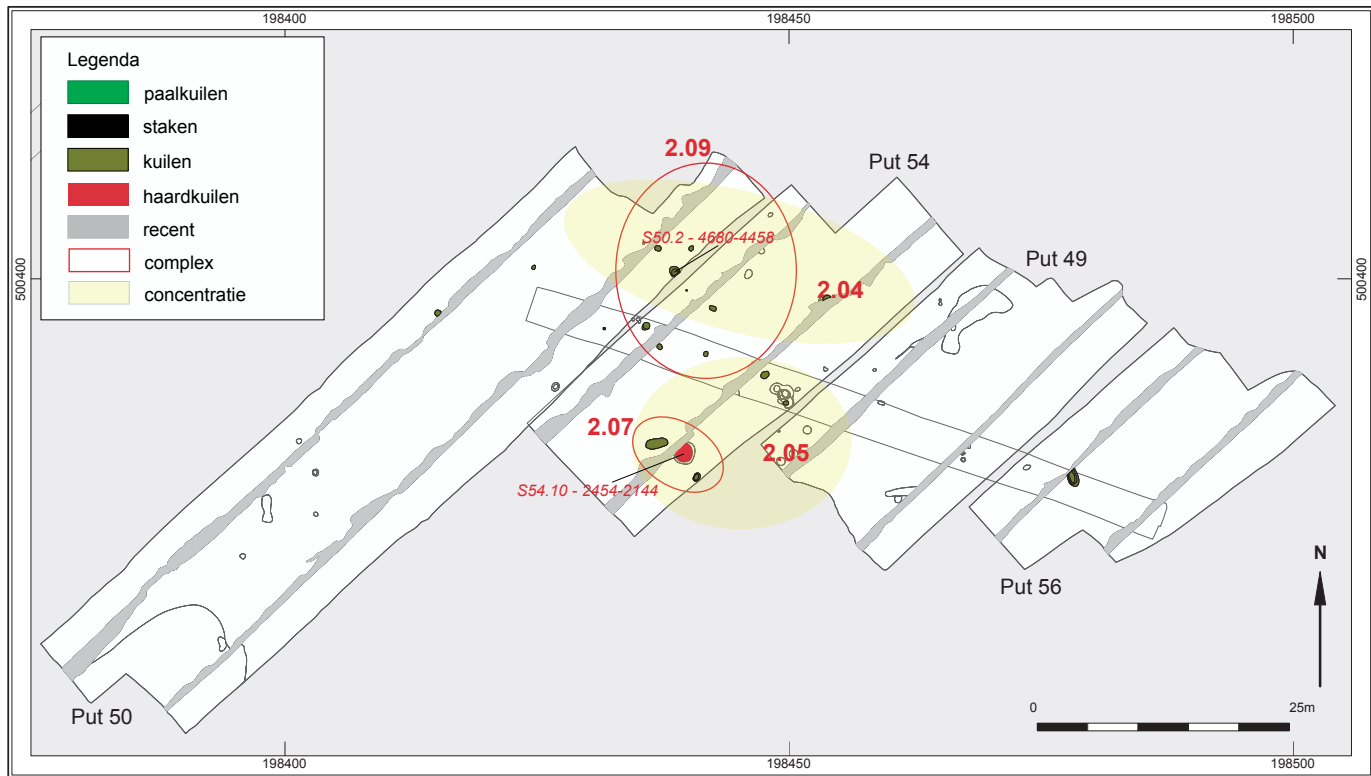 198400
198450
198500
Legenda
paalkuilen
staken
kuilen
haardkuilen
recent
complex
concentratie
2.09
Put 54
S50.2 - 4680-4458
Put 49
500400
500400
2.04
2.07
2.05
S54.10 - 2454-2144
N
Put 56
Put 50
0
25m
198400
198450
198500